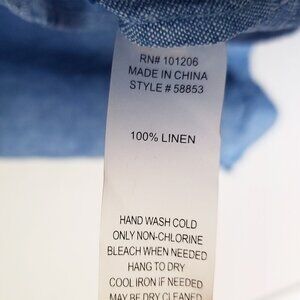 RN# 101206
MADE IN CHINA
STYLE # 58853
100% LINEN
HAND WASH COLD
ONLY NON-CHLORINE
BLEACH WHEN NEEDED
HANG TO DRY
COOL IRON IF NEEDED
MAY BE DRY CLEANED